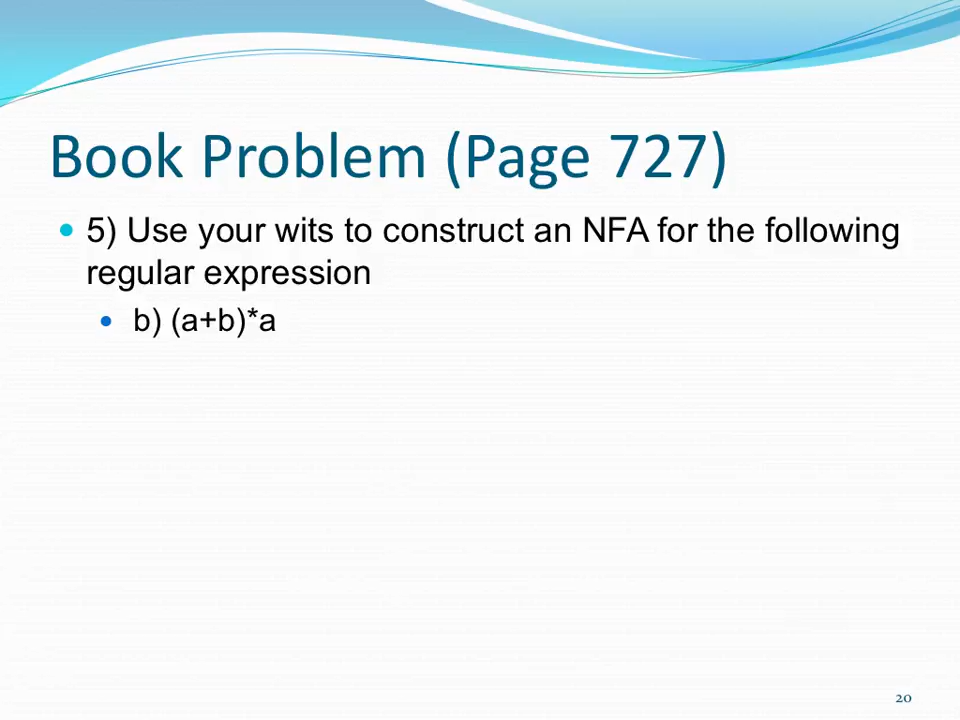 Book Problem (Page 727)
5) Use your wits to construct an NFA for the following
regular expression
b) (a+b)*a
20